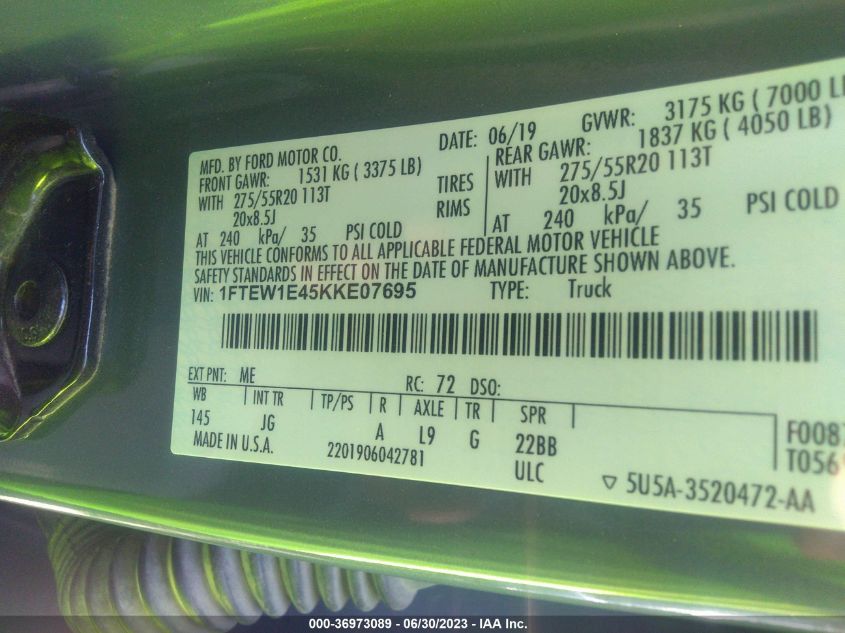 MFD. BY FORD MOTOR CO. DATE: 06/19 GVWR: 3175 KG ( 7000 L
FRONT GAWR: 1531 KG ( 3375 LB) REAR GAWR: 1837 KG ( 4050 LB)
WITH 275/55R20 113T TIRES WITH 275/55R20 113T
20x8.5J RIMS 20x8.5J
AT 240 kPa/ 35 PSI COLD AT 240 kPa/ 35 PSI COLD
THIS VEHICLE CONFORMS TO ALL APPLICABLE FEDERAL MOTOR VEHICLE
SAFETY STANDARDS IN EFFECT ON THE DATE OF MANUFACTURE SHOWN ABOVE.
VIN: 1FTEW1E45KKE07695 TYPE: Truck
EXT PNT: ME RC: 72 DSO:
WB INT TR TP/PS R AXLE TR SPR
145 JG A L9 G 22BB F0087
MADE IN U.S.A. 2201906042781 ULC T056
5U5A-3520472-AA
000-36973089 - 06/30/2023 - IAA Inc.